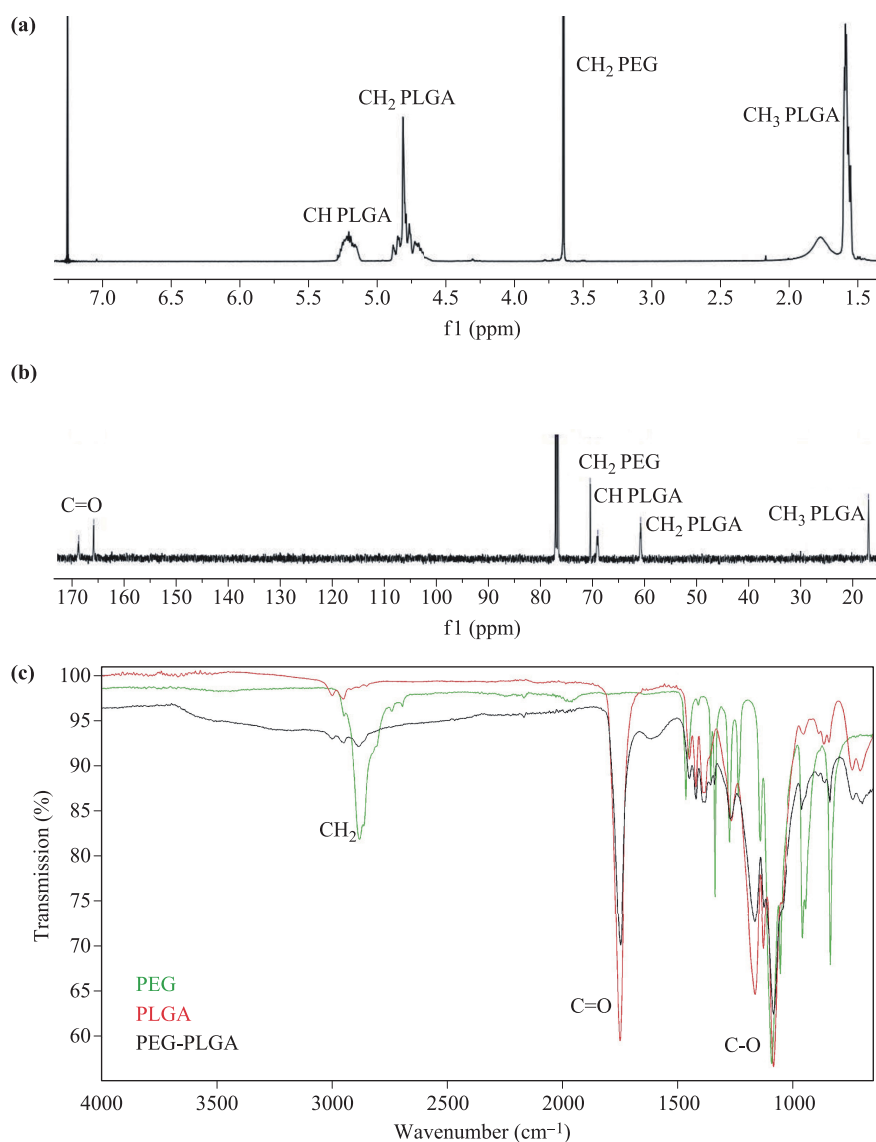 (a)
CH₂ PEG
CH₂ PLGA
CH₃ PLGA
CH PLGA
7.0 6.5 6.0 5.5 5.0 4.5 4.0 3.5 3.0 2.5 2.0 1.5
f1 (ppm)
(b)
CH₂ PEG
C=O
CH PLGA
CH₂ PLGA
CH₃ PLGA
170 160 150 140 130 120 110 100 90 80 70 60 50 40 30 20
f1 (ppm)
(c)
100
95
90
85
80
75
70
65
60
Transmission (%)
CH₂
C=O
C-O
PEG
PLGA
PEG-PLGA
4000 3500 3000 2500 2000 1500 1000
Wavenumber (cm⁻¹)